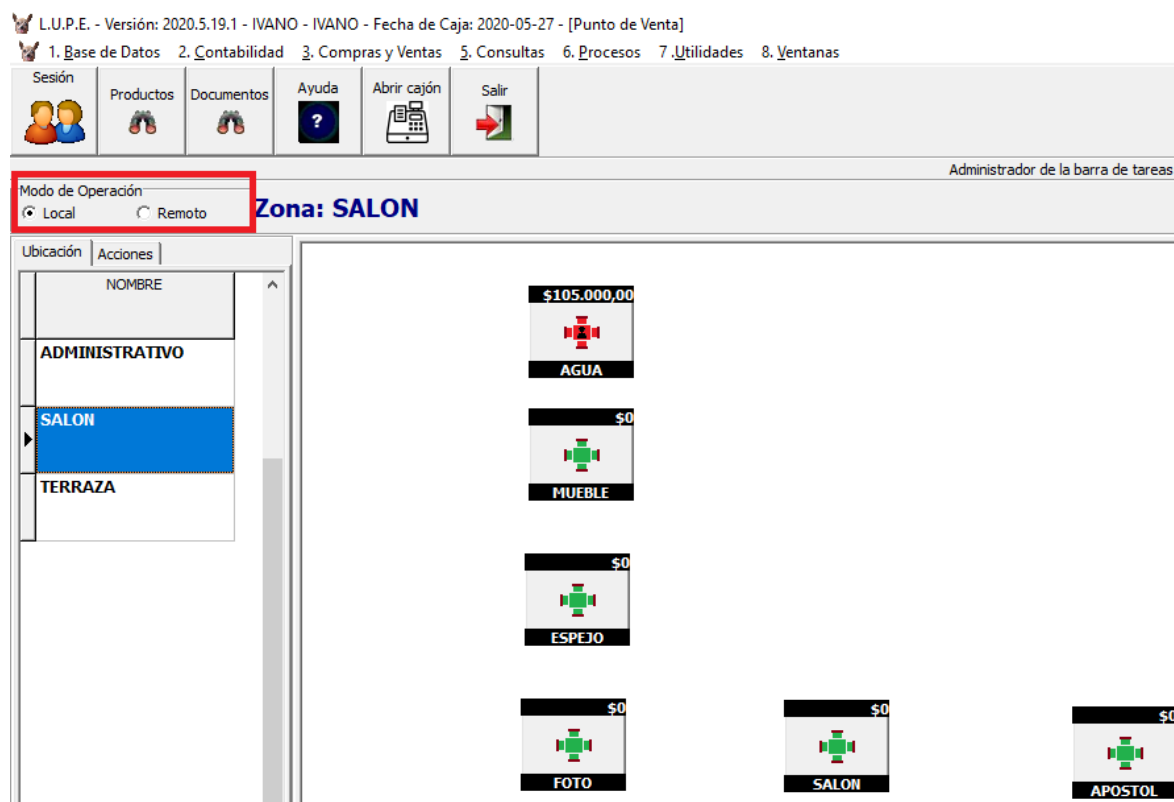 L.U.P.E. - Versión: 2020.5.19.1 - IVANO - IVANO - Fecha de Caja: 2020-05-27 - [Punto de Venta]
1. Base de Datos 2. Contabilidad 3. Compras y Ventas 5. Consultas 6. Procesos 7 .Utilidades 8. Ventanas
Sesión Productos Documentos Ayuda Abrir cajón Salir
?
Administrador de la barra de tareas
Modo de Operación
Local Remoto
Zona: SALON
Ubicación Acciones
NOMBRE
ADMINISTRATIVO
SALON
TERRAZA
$105.000,00
AGUA
$0
MUEBLE
$0
ESPEJO
$0
FOTO
$0
SALON
$0
APOSTOL